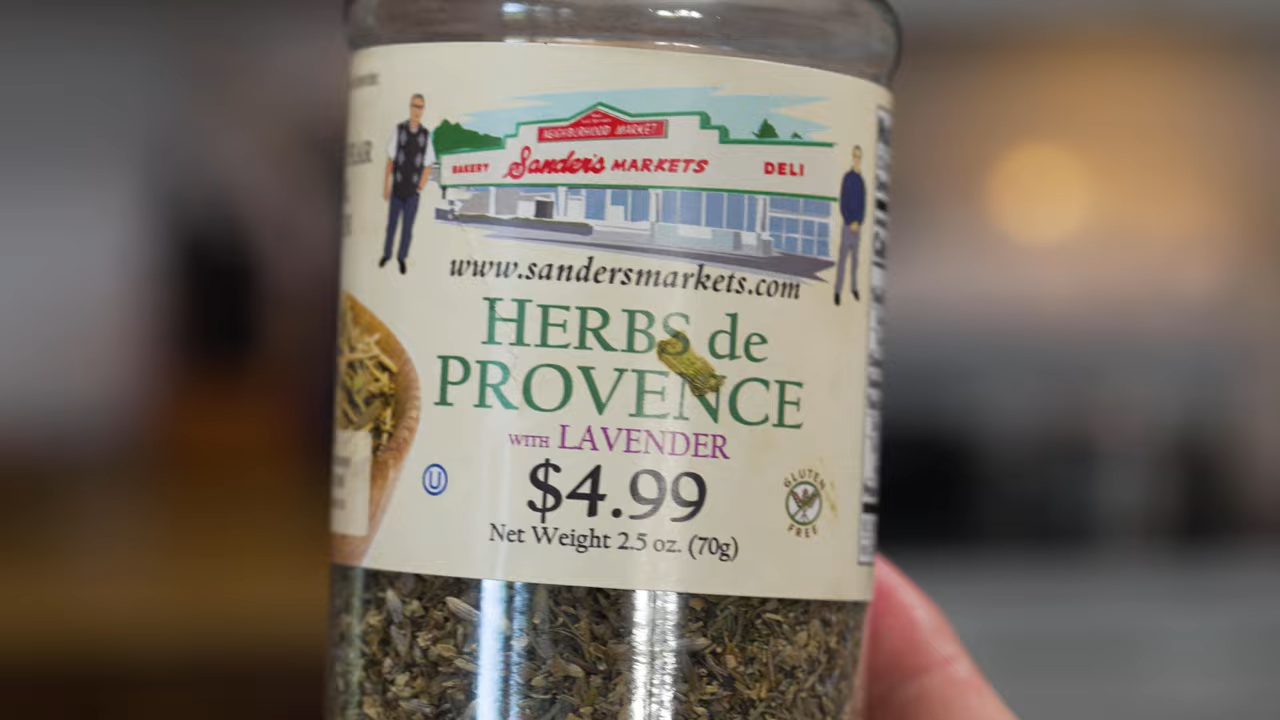 NEIGHBORHOOD MARKET
BAKERY Sander's MARKETS DELI
www.sandersmarkets.com
HERBS de
PROVENCE
WITH LAVENDER
U
$4.99
GLUTEN
FREE
Net Weight 2.5 oz. (70g)